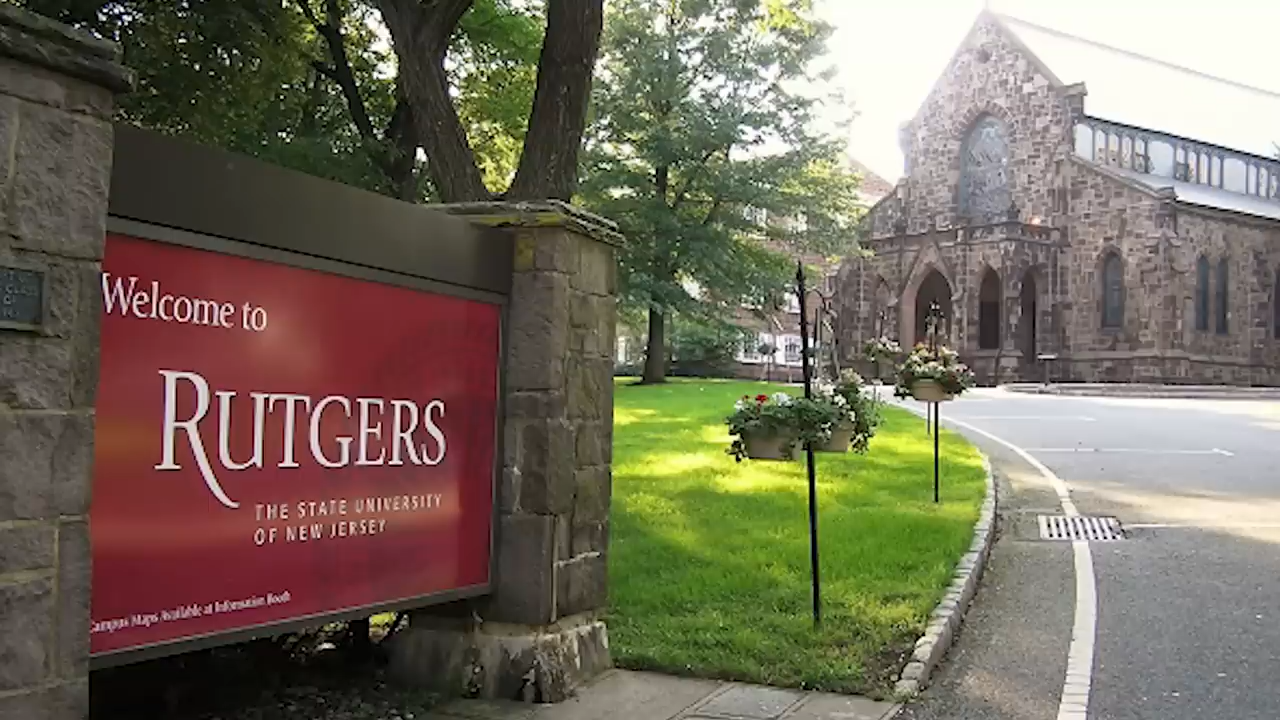 Welcome to
RUTGERS
THE STATE UNIVERSITY
OF NEW JERSEY
Campus Maps Available at Information Booth